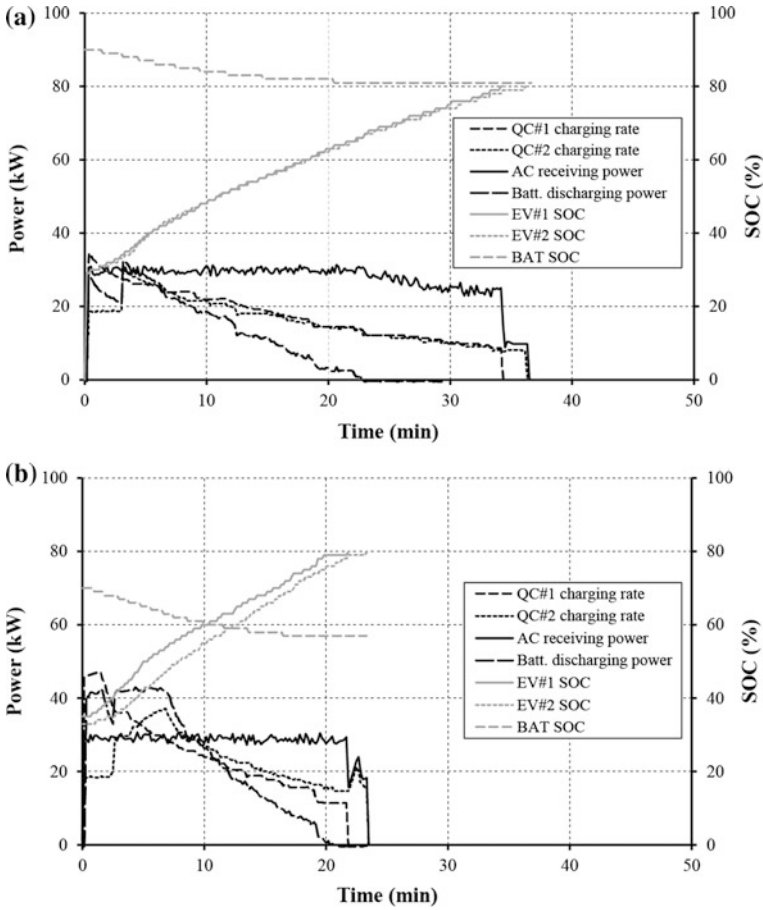 (a)
100
80
60
40
20
0
Power (kW)
100
80
60
40
20
0
SOC (%)
QC#1 charging rate
QC#2 charging rate
AC receiving power
Batt. discharging power
EV#1 SOC
EV#2 SOC
BAT SOC
0 10 20 30 40 50
Time (min)
(b)
100
80
60
40
20
0
Power (kW)
100
80
60
40
20
0
SOC (%)
QC#1 charging rate
QC#2 charging rate
AC receiving power
Batt. discharging power
EV#1 SOC
EV#2 SOC
BAT SOC
0 10 20 30 40 50
Time (min)